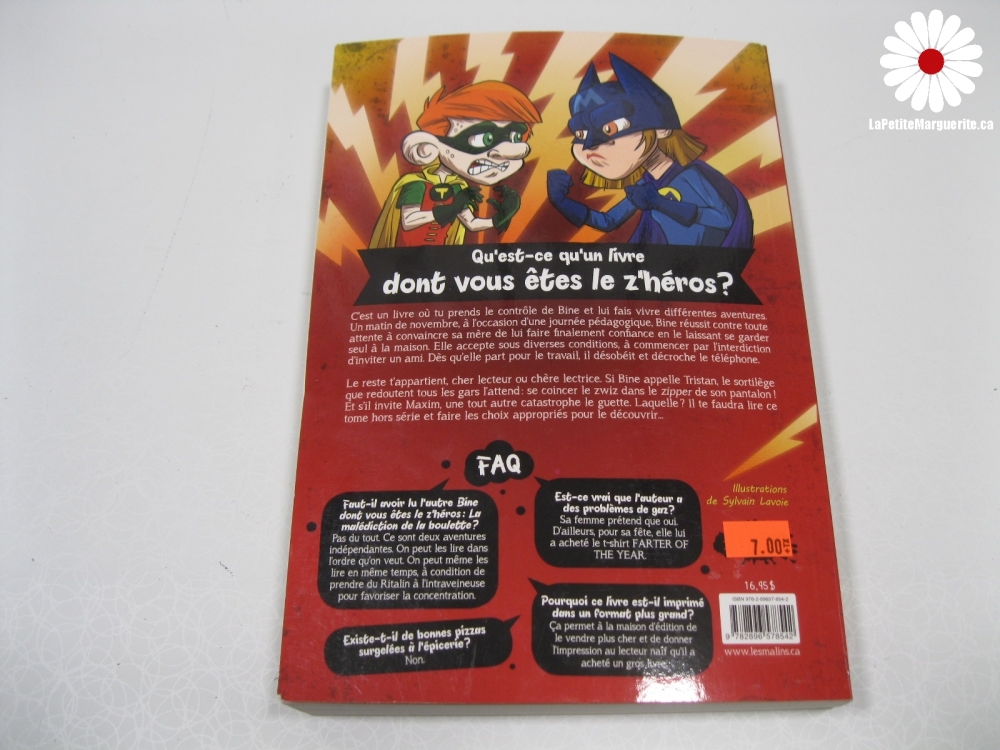 LaPetiteMarguerite.ca
Qu'est-ce qu'un livre
dont vous êtes le z'héros?
C'est un livre où tu prends le contrôle de Bine et lui fais vivre différentes aventures.
Un matin de novembre, à l'occasion d'une journée pédagogique, Bine réussit contre toute
attente à convaincre sa mère de lui faire finalement confiance en le laissant se garder
seul à la maison. Elle accepte sous diverses conditions, à commencer par l'interdiction
d'inviter un ami. Dès qu'elle part pour le travail, il désobéit et décroche le téléphone.
Le reste t'appartient, cher lecteur ou chère lectrice. Si Bine appelle Tristan, le sortilège
que redoutent tous les gars l'attend : se coincer le zwiz dans le zipper de son pantalon !
Et s'il invite Maxim, une tout autre catastrophe le guette. Laquelle ? Il te faudra lire ce
tome hors série et faire les choix appropriés pour le découvrir...
FAQ
Faut-il avoir lu l'autre Bine
dont vous êtes le z'héros : La
malédiction de la boulette?
Pas du tout. Ce sont deux aventures
indépendantes. On peut les lire dans
l'ordre qu'on veut. On peut même les
lire en même temps, à condition de
prendre du Ritalin à l'intraveineuse
pour favoriser la concentration.
Existe-t-il de bonnes pizzas
surgelées à l'épicerie?
Non.
Est-ce vrai que l'auteur a
des problèmes de gaz?
Sa femme prétend que oui.
D'ailleurs, pour sa fête, elle lui
a acheté le t-shirt FARTER OF
THE YEAR.
Pourquoi ce livre est-il imprimé
dans un format plus grand?
Ça permet à la maison d'édition de
le vendre plus cher et de donner
l'impression au lecteur naïf qu'il a
acheté un gros livre.
Illustrations
de Sylvain Lavoie
7.00
16,95 $
ISBN 978-2-89657-854-2
9 782896 578542
www.lesmalins.ca